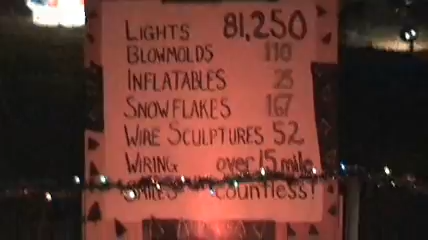 LIGHTS 81,250
BLOWMOLDS 110
INFLATABLES 25
SNOWFLAKES 167
WIRE SCULPTURES 52
WIRING over 15 mile
SMILES countless!